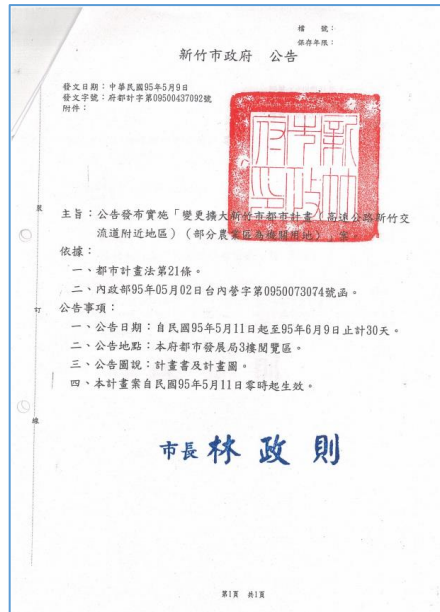 檔　號：
保存年限：
新竹市政府　公告
發文日期：中華民國95年5月9日
發文字號：府都計字第09500437092號
附件：
新竹市政府印
主旨：公告發布實施「變更擴大新竹市都市計畫（高速公路新竹交
流道附近地區）（部分農業區為機關用地）」案。
依據：
一、都市計畫法第21條。
二、內政部95年05月02日台內營字第0950073074號函。
公告事項：
一、公告日期：自民國95年5月11日起至95年6月9日止計30天。
二、公告地點：本府都市發展局3樓閱覽區。
三、公告圖說：計畫書及計畫圖。
四、本計畫案自民國95年5月11日零時起生效。
裝
訂
線
市長 林政則
第1頁　共1頁